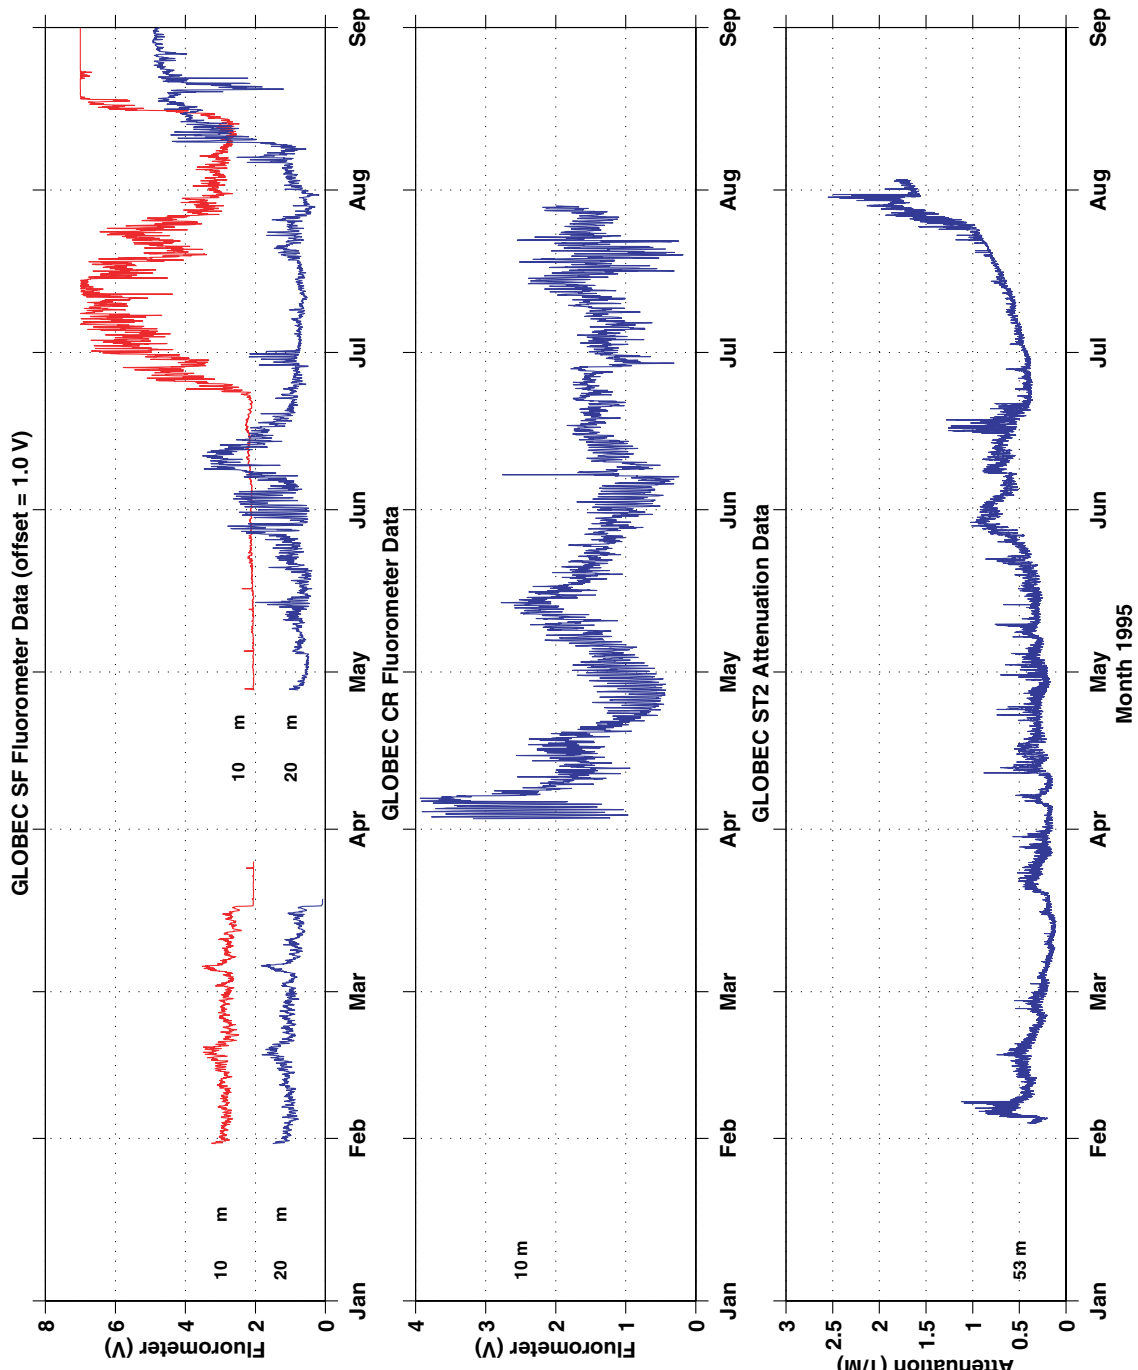 GLOBEC SF Fluorometer Data (offset = 1.0 V)
Fluorometer (V)
8
6
4
2
0
10 m
20 m
10 m
20 m
Jan Feb Mar Apr May Jun Jul Aug Sep
GLOBEC CR Fluorometer Data
Fluorometer (V)
4
3
2
1
0
10 m
Jan Feb Mar Apr May Jun Jul Aug Sep
GLOBEC ST2 Attenuation Data
Attenuation (1/M)
3
2.5
2
1.5
1
0.5
0
53 m
Jan Feb Mar Apr May Jun Jul Aug Sep
Month 1995